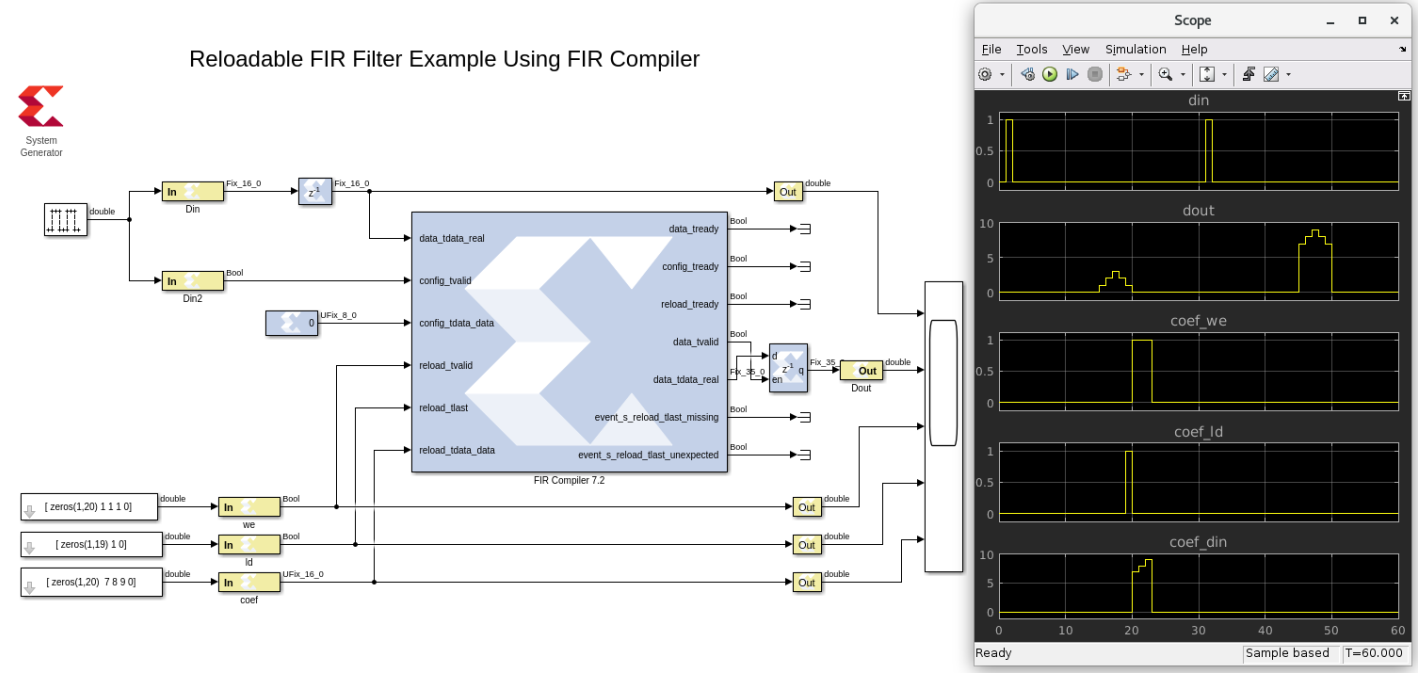 Reloadable FIR Filter Example Using FIR Compiler
System
Generator
double
In
Din
Fix_16_0
z-1
Fix_16_0
Out
double
In
Din2
Bool
0
UFix_8_0
data_tdata_real
config_tvalid
config_tdata_data
reload_tvalid
reload_tlast
reload_tdata_data
data_tready
config_tready
reload_tready
data_tvalid
data_tdata_real
event_s_reload_tlast_missing
event_s_reload_tlast_unexpected
FIR Compiler 7.2
Bool
Bool
Bool
Bool
Fix_35_0
Bool
Bool
d
z-1 q
en
Fix_35_0
Out
Dout
double
[ zeros(1,20) 1 1 1 0]
double
In
we
Bool
Out
double
[ zeros(1,19) 1 0]
double
In
ld
Bool
Out
double
[ zeros(1,20)  7 8 9 0]
double
In
coef
UFix_16_0
Out
double
Scope
File Tools View Simulation Help
din
1
0.5
0
dout
10
5
0
coef_we
1
0.5
0
coef_ld
1
0.5
0
coef_din
10
5
0
0 10 20 30 40 50 60
Ready
Sample based T=60.000